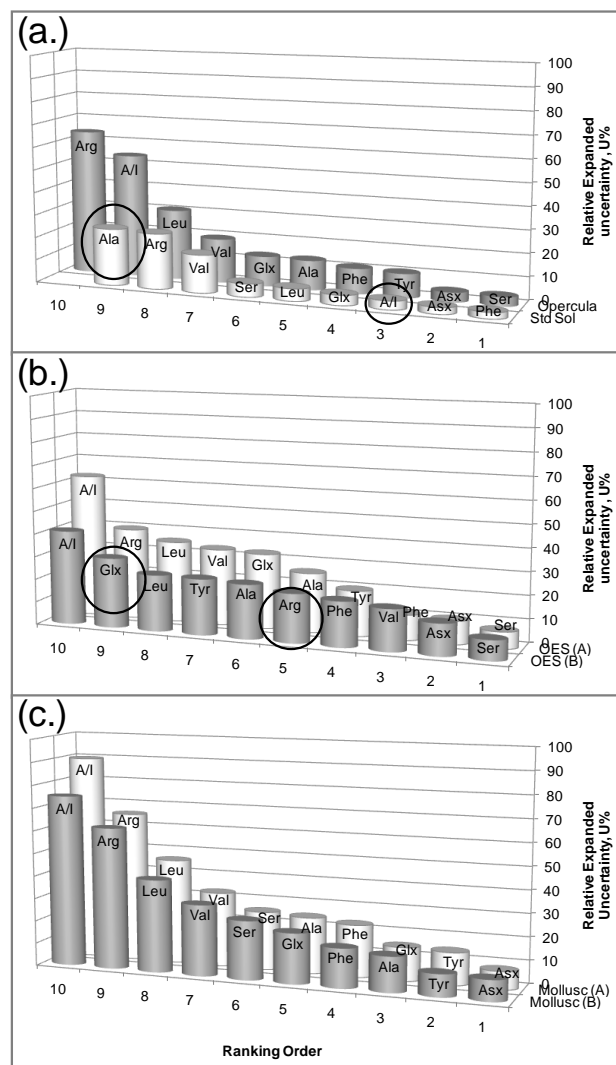 (a.)
100
90
80
70
60
50
40
30
20
10
0
Relative Expanded
uncertainty, U%
Arg
A/I
Leu
Val
Glx
Ala
Phe
Tyr
Asx
Ser
Ala
Arg
Val
Ser
Leu
Glx
A/I
Asx
Phe
Opercula
Std Sol
10
9
8
7
6
5
4
3
2
1
(b.)
100
90
80
70
60
50
40
30
20
10
0
Relative Expanded
uncertainty, U%
A/I
Arg
Leu
Val
Glx
Ala
Tyr
Phe
Asx
Ser
A/I
Glx
Leu
Tyr
Ala
Arg
Phe
Val
Asx
Ser
OES (A)
OES (B)
10
9
8
7
6
5
4
3
2
1
(c.)
100
90
80
70
60
50
40
30
20
10
0
Relative Expanded
Uncertainty, U%
A/I
Arg
Leu
Val
Ser
Ala
Phe
Glx
Tyr
Asx
A/I
Arg
Leu
Val
Ser
Glx
Phe
Ala
Tyr
Asx
Mollusc (A)
Mollusc (B)
10
9
8
7
6
5
4
3
2
1
Ranking Order